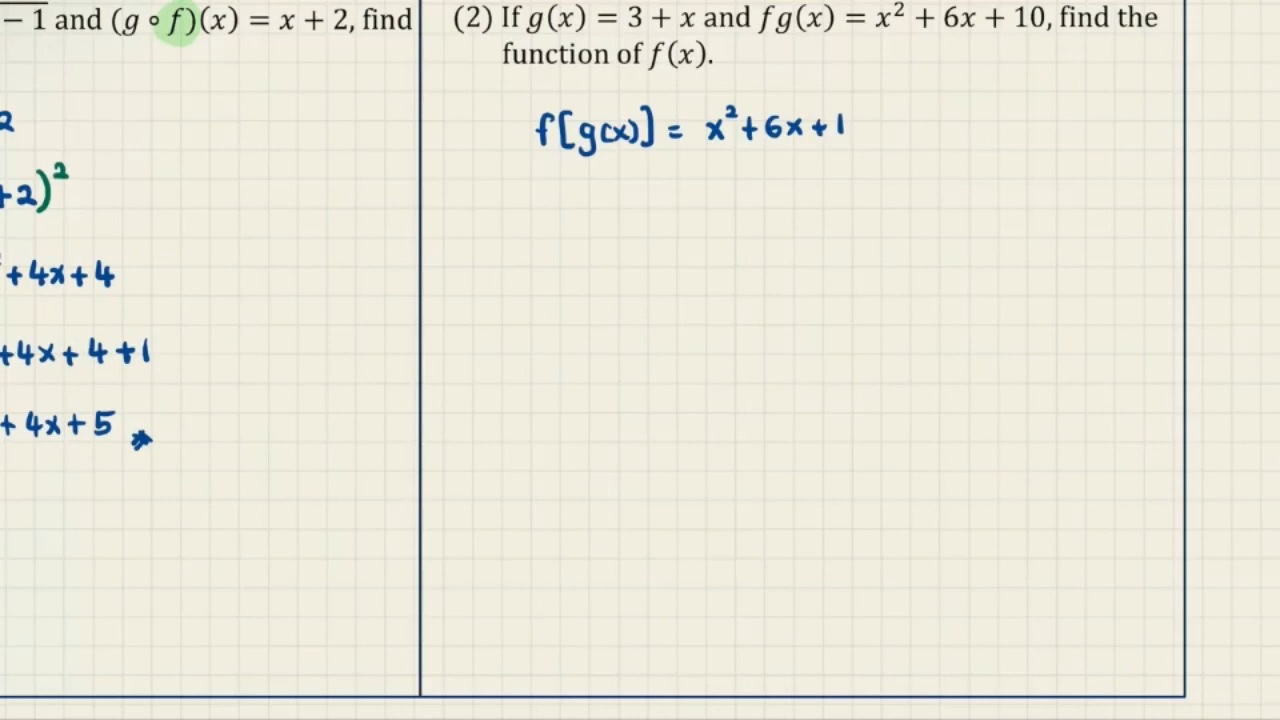 − 1 and (g ∘ f)(x) = x + 2, find
2
+2)²
+ 4x + 4
+4x + 4 + 1
+ 4x + 5 *
(2) If g(x) = 3 + x and fg(x) = x² + 6x + 10, find the
function of f(x).
f[g(x)] = x² + 6x + 1